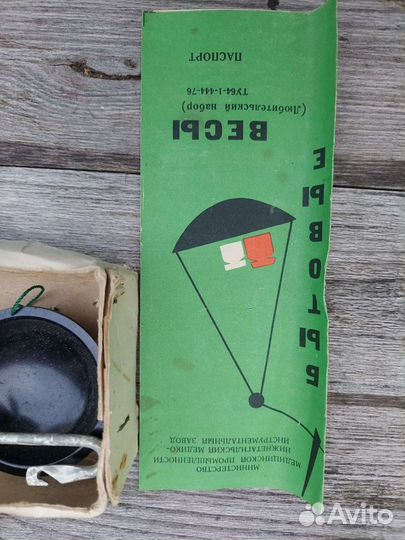 МИНИСТЕРСТВО
МЕДИЦИНСКОЙ ПРОМЫШЛЕННОСТИ
НИЖНЕТАГИЛЬСКИЙ МЕДИКО-
ИНСТРУМЕНТАЛЬНЫЙ ЗАВОД
БЫТОВЫЕ
ВЕСЫ
(Любительский набор)
ТУ64-1-444-76
ПАСПОРТ
Avito